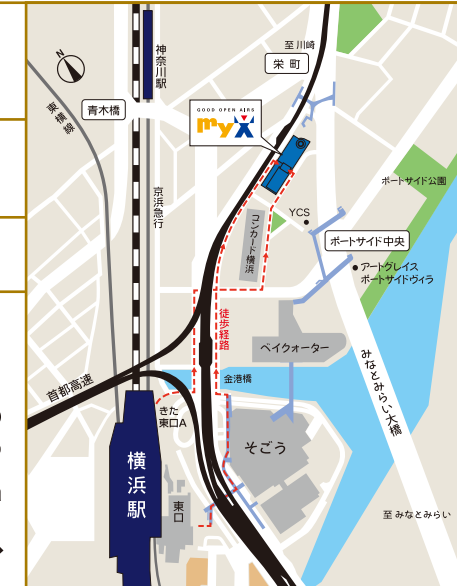 至 川崎
栄 町
神奈川駅
N
青木橋
東横線
GOOD OPEN AIRS
myX
ポートサイド公園
京浜急行
YCS
コンカード横浜
ポートサイド中央
アートグレイス
ポートサイドヴィラ
徒歩経路
ベイクォーター
みなとみらい大橋
金港橋
首都高速
きた
東口A
そごう
横浜駅
東口
至 みなとみらい